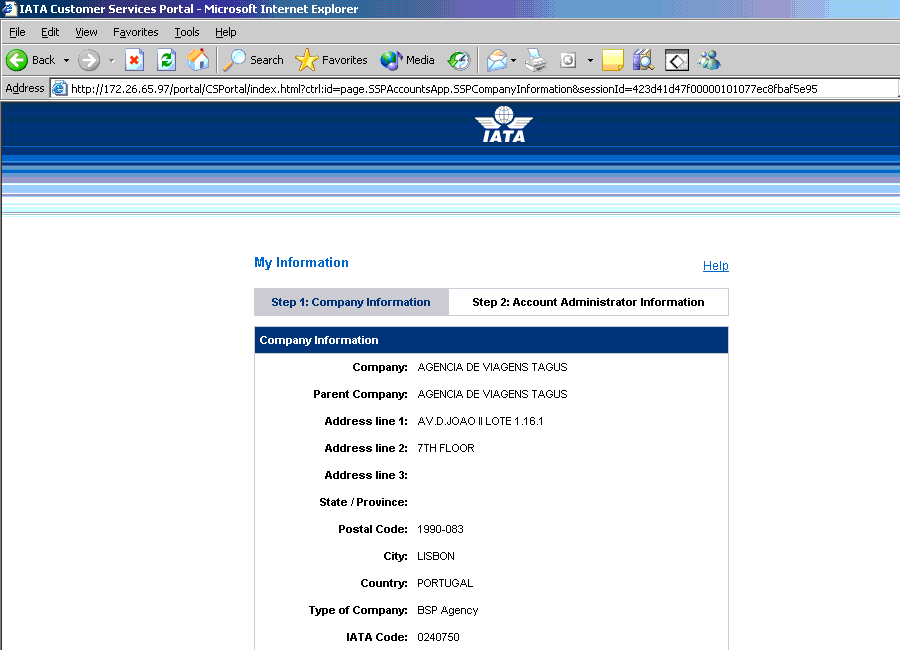 IATA Customer Services Portal - Microsoft Internet Explorer
File Edit View Favorites Tools Help
Back Search Favorites Media
Address http://172.26.65.97/portal/CSPortal/index.html?ctrl:id=page.SSPAccountsApp.SSPCompanyInformation&sessionId=423d41d47f00000101077ec8fbaf5e95
IATA
My Information Help
Step 1: Company Information Step 2: Account Administrator Information
Company Information
Company: AGENCIA DE VIAGENS TAGUS
Parent Company: AGENCIA DE VIAGENS TAGUS
Address line 1: AV.D.JOAO II LOTE 1.16.1
Address line 2: 7TH FLOOR
Address line 3:
State / Province:
Postal Code: 1990-083
City: LISBON
Country: PORTUGAL
Type of Company: BSP Agency
IATA Code: 0240750